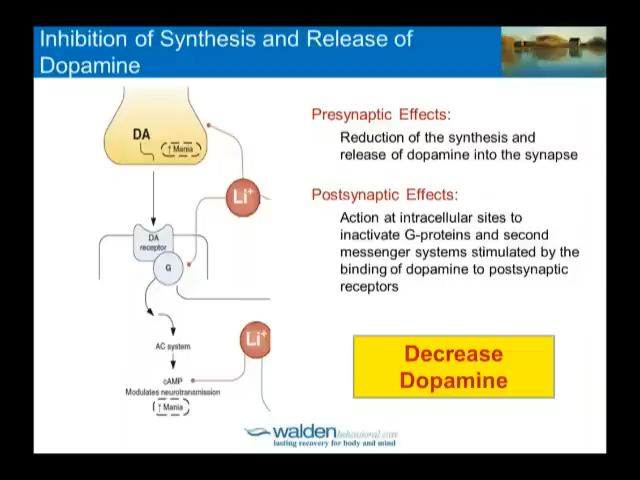 Inhibition of Synthesis and Release of
Dopamine
DA
↑ Mania
Li+
DA
receptor
G
AC system
Li+
cAMP
Modulates neurotransmission
↑ Mania
Presynaptic Effects:
Reduction of the synthesis and
release of dopamine into the synapse
Postsynaptic Effects:
Action at intracellular sites to
inactivate G-proteins and second
messenger systems stimulated by the
binding of dopamine to postsynaptic
receptors
Decrease
Dopamine
walden behavioral care
lasting recovery for body and mind